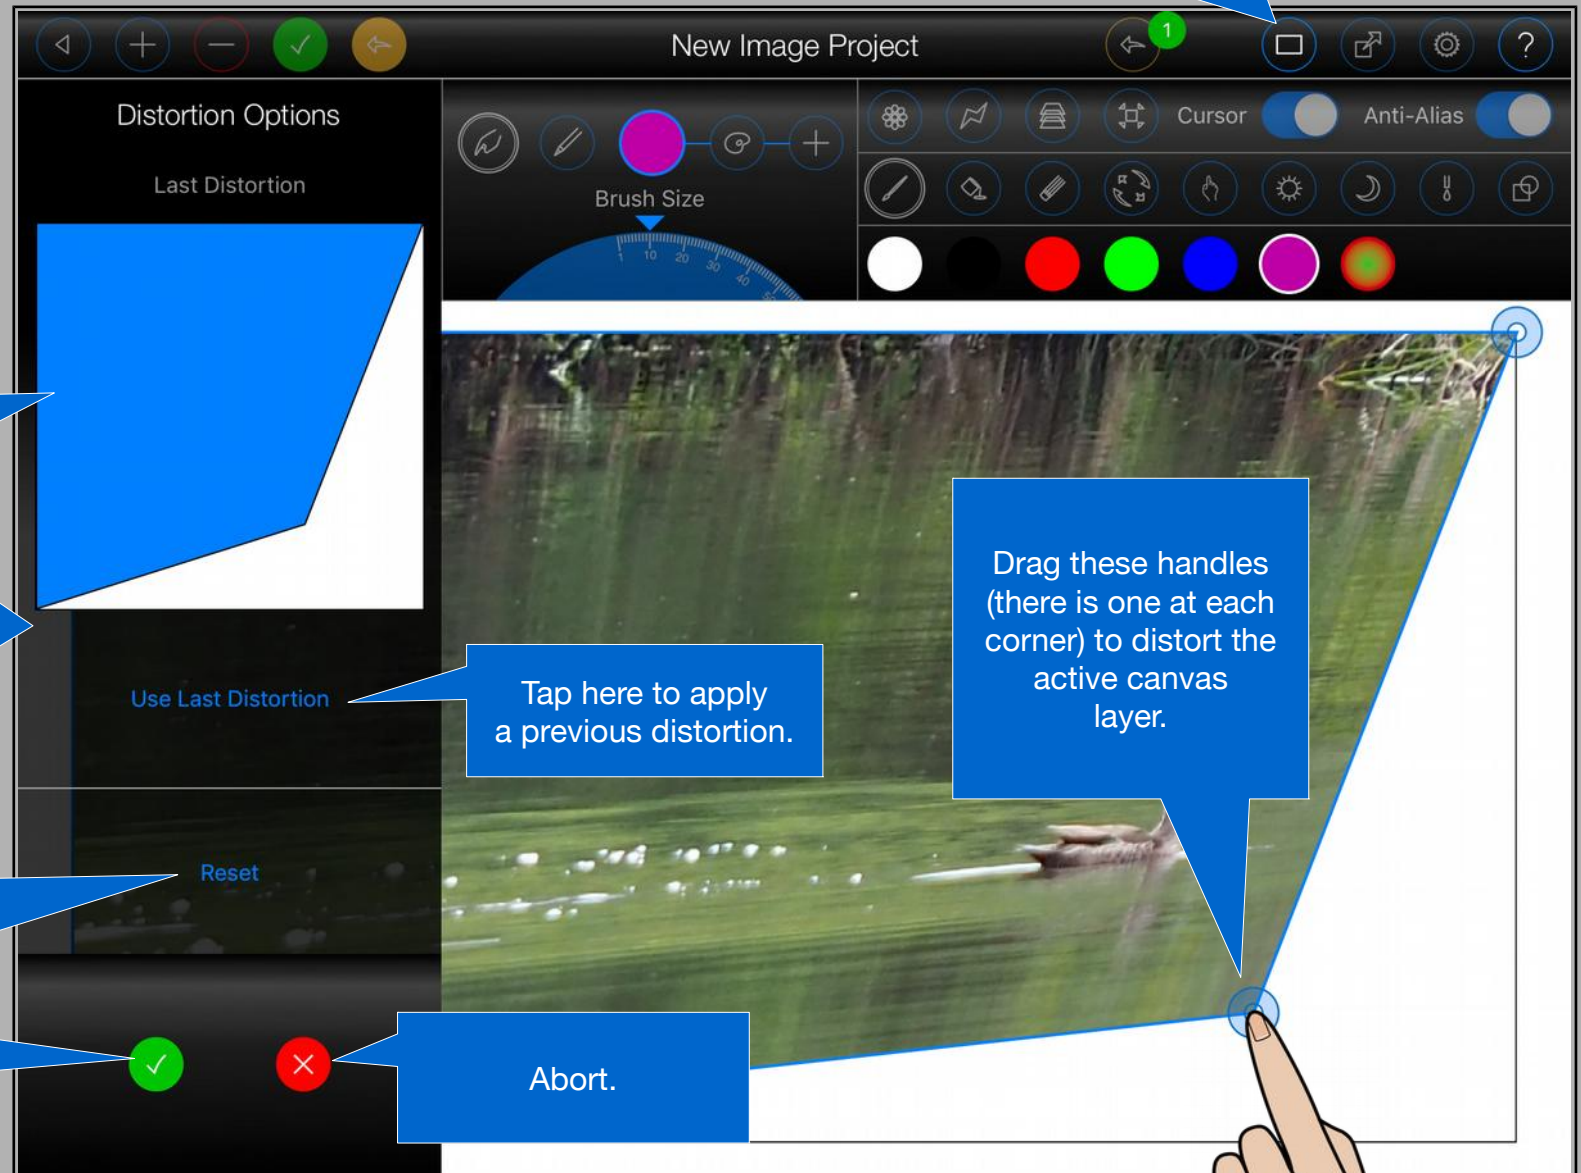 New Image Project
1
?
Distortion Options
Last Distortion
Brush Size
1 10 20 30 40 50
Cursor
Anti-Alias
Use Last Distortion
Tap here to apply
a previous distortion.
Drag these handles
(there is one at each
corner) to distort the
active canvas
layer.
Reset
Abort.